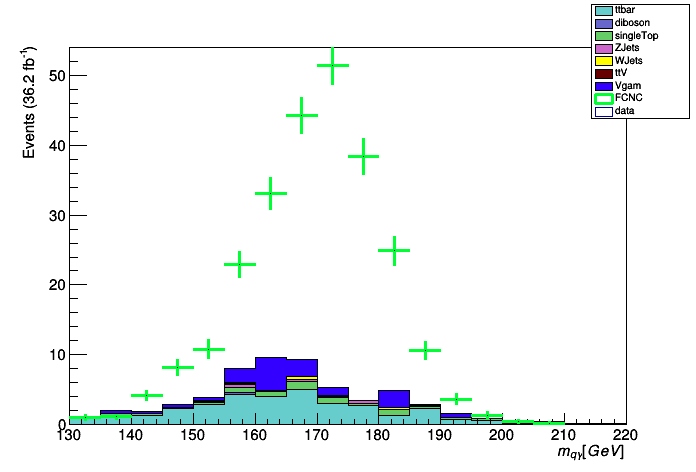 ttbar
diboson
singleTop
ZJets
WJets
ttV
Vgam
FCNC
data
Events (36.2 fb⁻¹)
50
40
30
20
10
0
130 140 150 160 170 180 190 200 210 220
m_qγ[GeV]